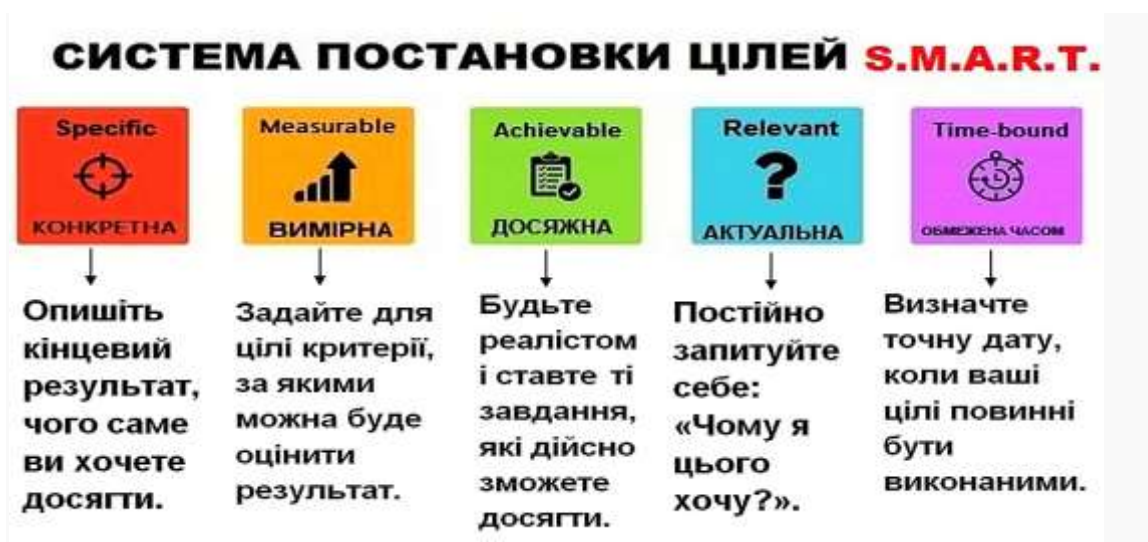 СИСТЕМА ПОСТАНОВКИ ЦІЛЕЙ S.M.A.R.T.
Specific
КОНКРЕТНА
Опишіть
кінцевий
результат,
чого саме
ви хочете
досягти.
Measurable
ВИМІРНА
Задайте для
цілі критерії,
за якими
можна буде
оцінити
результат.
Achievable
ДОСЯЖНА
Будьте
реалістом
і ставте ті
завдання,
які дійсно
зможете
досягти.
Relevant
АКТУАЛЬНА
Постійно
запитуйте
себе:
«Чому я
цього
хочу?».
Time-bound
ОБМЕЖЕНА ЧАСОМ
Визначте
точну дату,
коли ваші
цілі повинні
бути
виконаними.